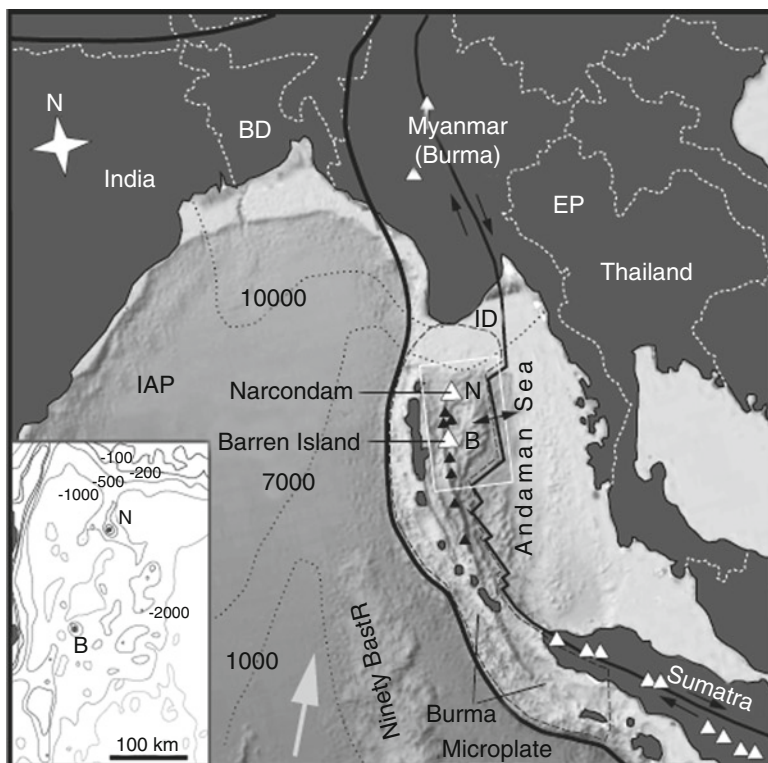 N
BD
Myanmar
(Burma)
India
EP
Thailand
10000
ID
IAP
Narcondam
N
Barren Island
B
Andaman Sea
7000
-100
-200
-500
-1000
N
-2000
B
100 km
1000
Ninety BastR
Burma
Microplate
Sumatra